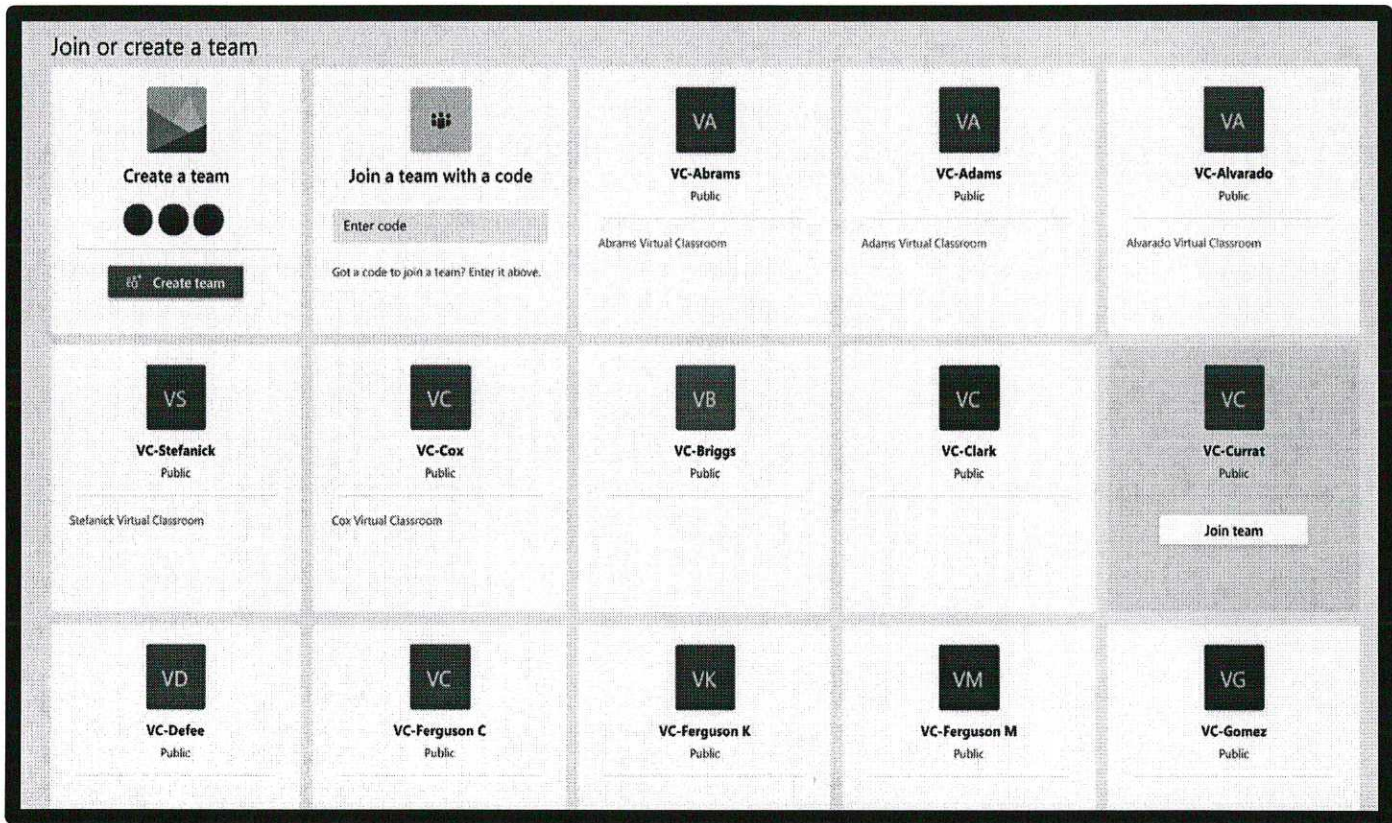 Join or create a team
Create a team
Create team
Join a team with a code
Enter code
Got a code to join a team? Enter it above.
VA
VC-Abrams
Public
Abrams Virtual Classroom
VA
VC-Adams
Public
Adams Virtual Classroom
VA
VC-Alvarado
Public
Alvarado Virtual Classroom
VS
VC-Stefanick
Public
Stefanick Virtual Classroom
VC
VC-Cox
Public
Cox Virtual Classroom
VB
VC-Briggs
Public
VC
VC-Clark
Public
VC
VC-Currat
Public
Join team
VD
VC-Defee
Public
VC
VC-Ferguson C
Public
VK
VC-Ferguson K
Public
VM
VC-Ferguson M
Public
VG
VC-Gomez
Public